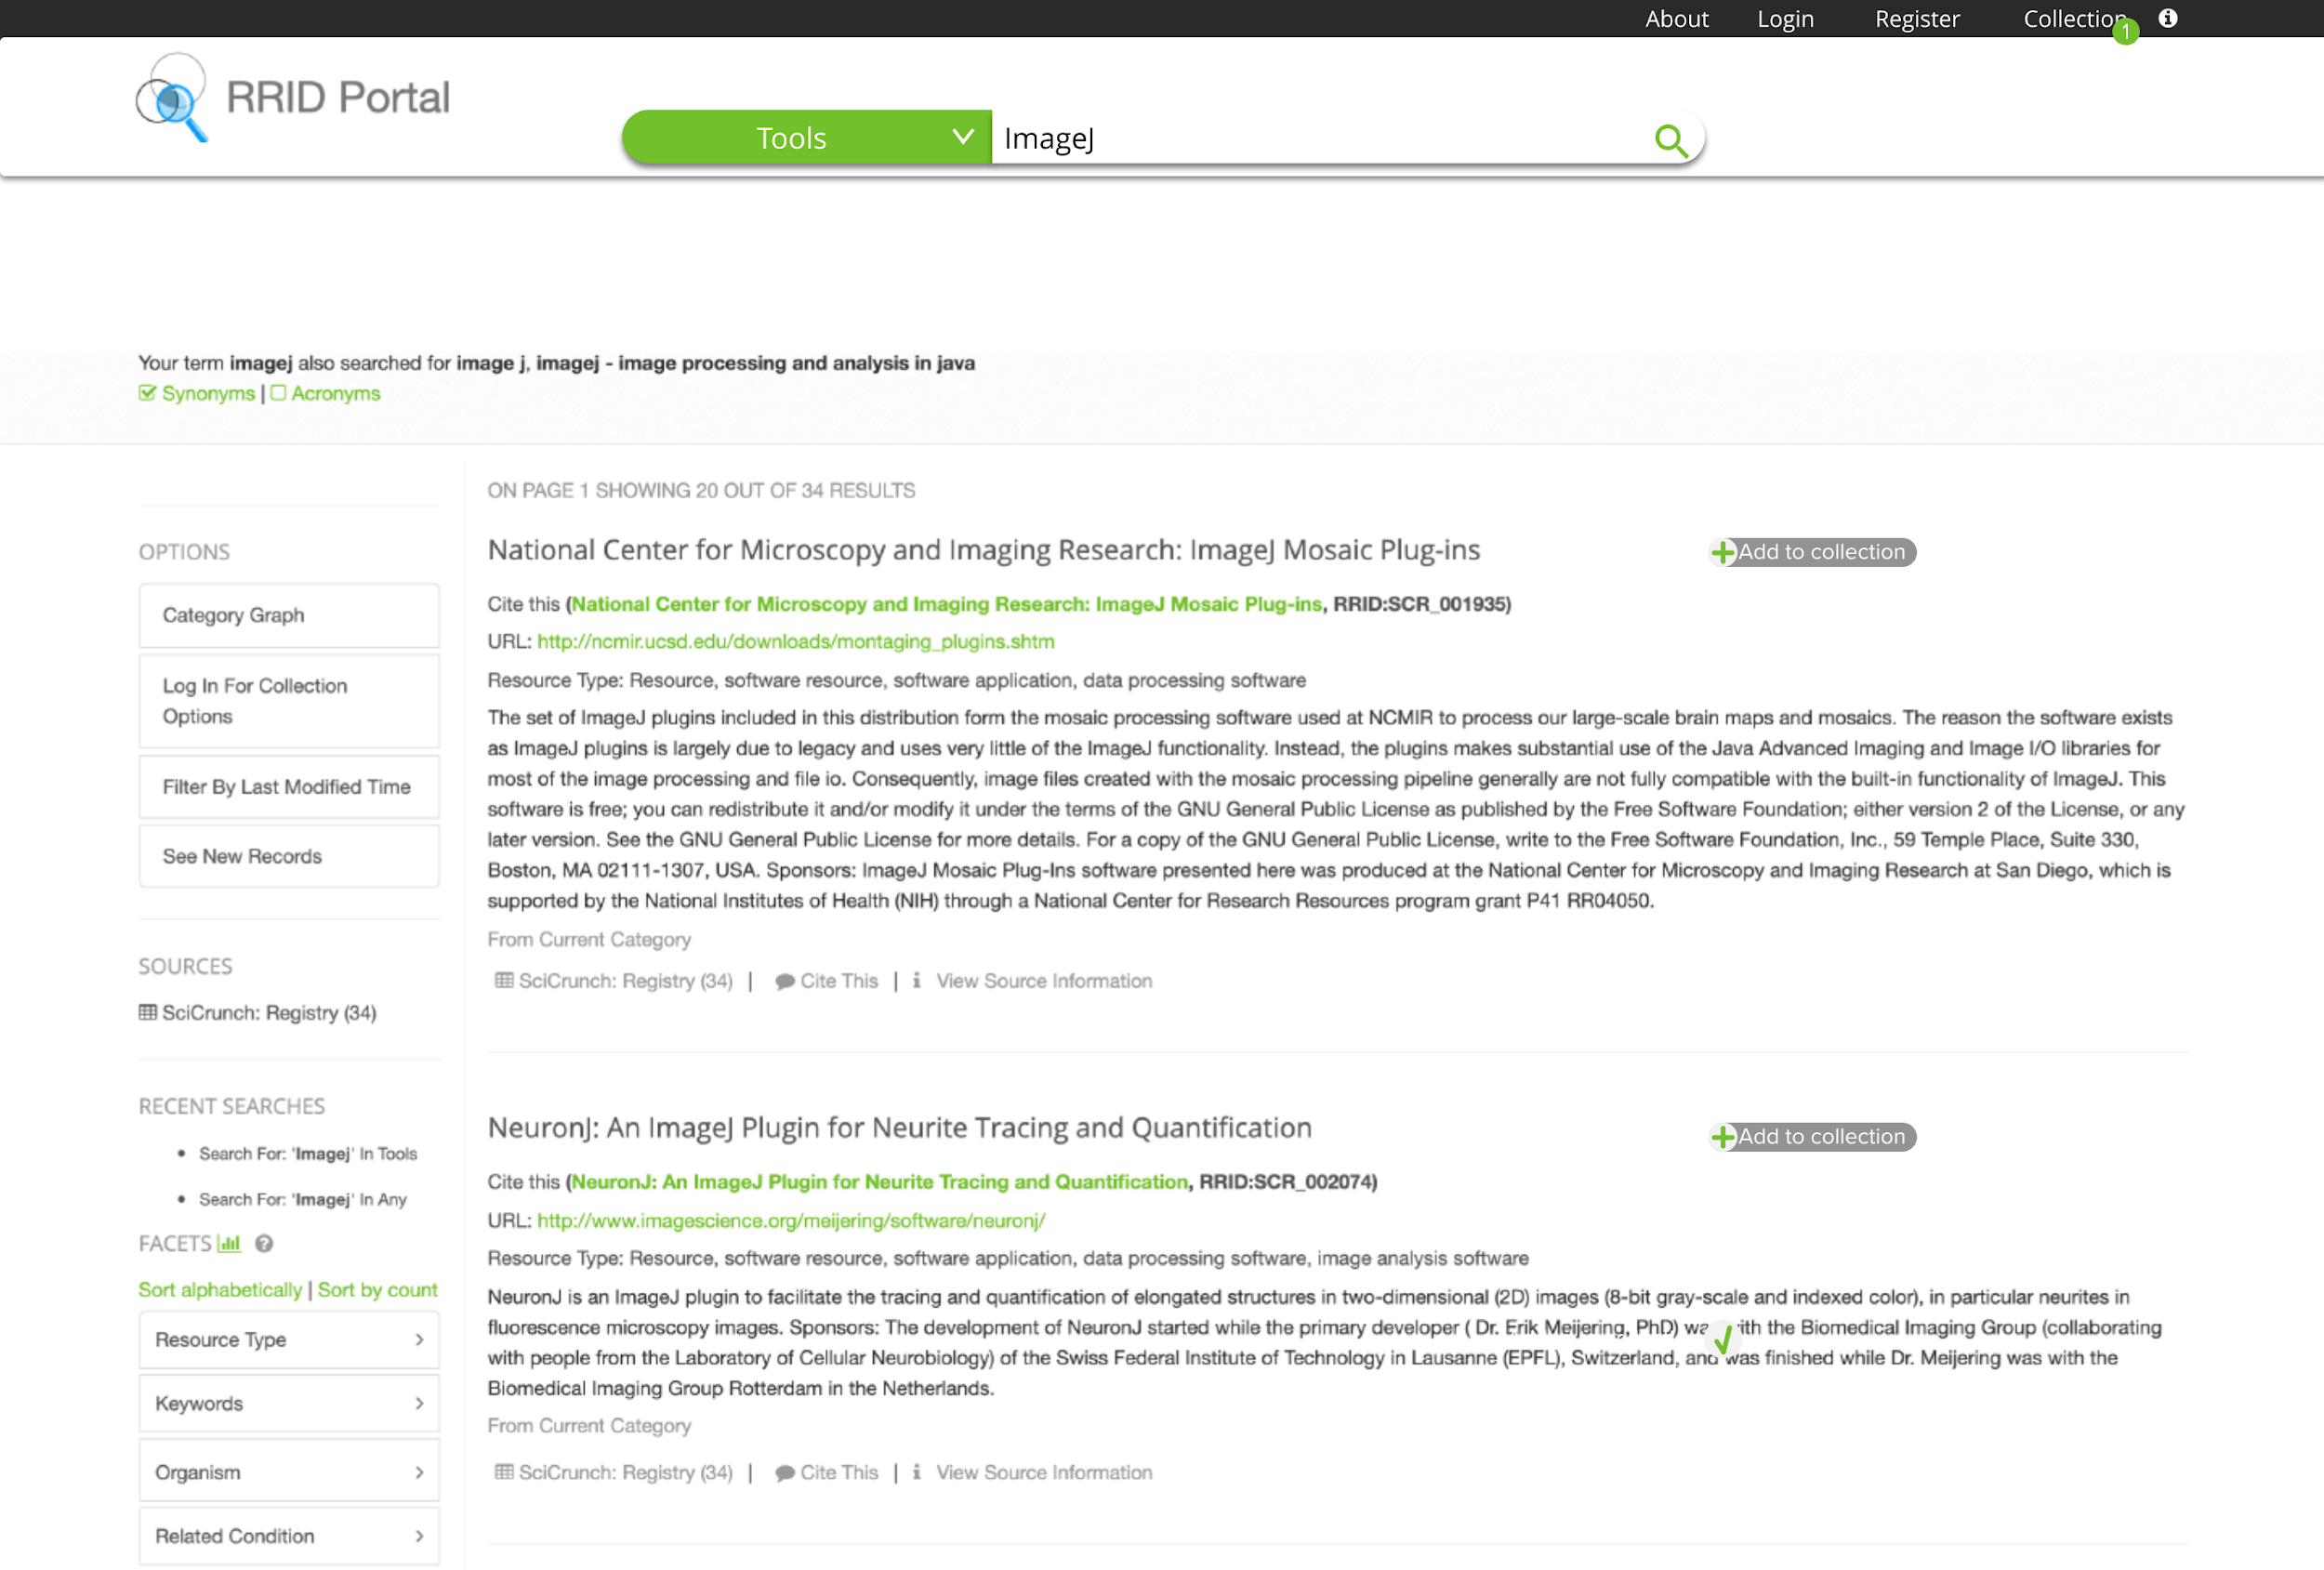 About Login Register Collection 1
RRID Portal
Tools ImageJ
Your term imagej also searched for image j, imagej - image processing and analysis in java
Synonyms | Acronyms
ON PAGE 1 SHOWING 20 OUT OF 34 RESULTS
OPTIONS
Category Graph
Log In For Collection
Options
Filter By Last Modified Time
See New Records
SOURCES
SciCrunch: Registry (34)
RECENT SEARCHES
Search For: 'Imagej' In Tools
Search For: 'Imagej' In Any
FACETS
Sort alphabetically | Sort by count
Resource Type
Keywords
Organism
Related Condition
National Center for Microscopy and Imaging Research: ImageJ Mosaic Plug-ins
Add to collection
Cite this (National Center for Microscopy and Imaging Research: ImageJ Mosaic Plug-ins, RRID:SCR_001935)
URL: http://ncmir.ucsd.edu/downloads/montaging_plugins.shtm
Resource Type: Resource, software resource, software application, data processing software
The set of ImageJ plugins included in this distribution form the mosaic processing software used at NCMIR to process our large-scale brain maps and mosaics. The reason the software exists
as ImageJ plugins is largely due to legacy and uses very little of the ImageJ functionality. Instead, the plugins makes substantial use of the Java Advanced Imaging and Image I/O libraries for
most of the image processing and file io. Consequently, image files created with the mosaic processing pipeline generally are not fully compatible with the built-in functionality of ImageJ. This
software is free; you can redistribute it and/or modify it under the terms of the GNU General Public License as published by the Free Software Foundation; either version 2 of the License, or any
later version. See the GNU General Public License for more details. For a copy of the GNU General Public License, write to the Free Software Foundation, Inc., 59 Temple Place, Suite 330,
Boston, MA 02111-1307, USA. Sponsors: ImageJ Mosaic Plug-Ins software presented here was produced at the National Center for Microscopy and Imaging Research at San Diego, which is
supported by the National Institutes of Health (NIH) through a National Center for Research Resources program grant P41 RR04050.
From Current Category
SciCrunch: Registry (34) | Cite This | View Source Information
NeuronJ: An ImageJ Plugin for Neurite Tracing and Quantification
Add to collection
Cite this (NeuronJ: An ImageJ Plugin for Neurite Tracing and Quantification, RRID:SCR_002074)
URL: http://www.imagescience.org/meijering/software/neuronj/
Resource Type: Resource, software resource, software application, data processing software, image analysis software
NeuronJ is an ImageJ plugin to facilitate the tracing and quantification of elongated structures in two-dimensional (2D) images (8-bit gray-scale and indexed color), in particular neurites in
fluorescence microscopy images. Sponsors: The development of NeuronJ started while the primary developer ( Dr. Erik Meijering, PhD) was with the Biomedical Imaging Group (collaborating
with people from the Laboratory of Cellular Neurobiology) of the Swiss Federal Institute of Technology in Lausanne (EPFL), Switzerland, and was finished while Dr. Meijering was with the
Biomedical Imaging Group Rotterdam in the Netherlands.
From Current Category
SciCrunch: Registry (34) | Cite This | View Source Information